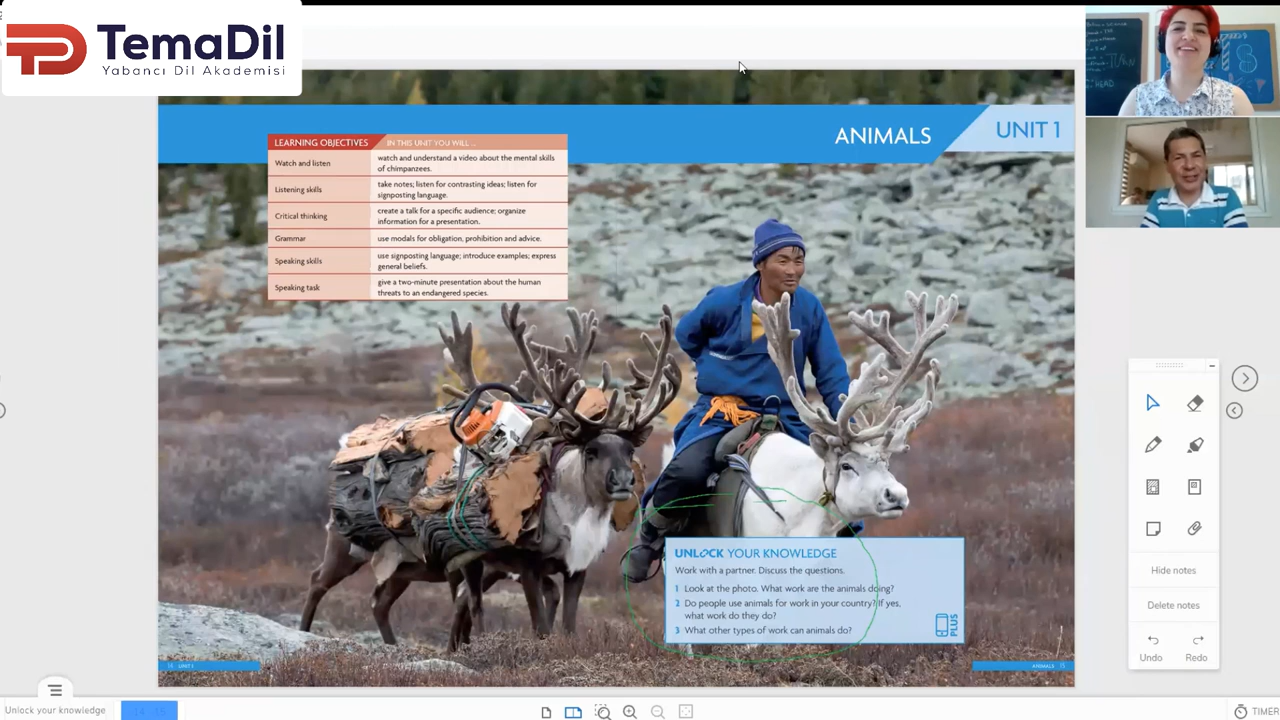 TemaDil
Yabancı Dil Akademisi
ANIMALS
UNIT 1
LEARNING OBJECTIVES
IN THIS UNIT YOU WILL ...
Watch and listen
watch and understand a video about the mental skills
of chimpanzees.
Listening skills
take notes; listen for contrasting ideas; listen for
signposting language.
Critical thinking
create a talk for a specific audience; organize
information for a presentation.
Grammar
use modals for obligation, prohibition and advice.
Speaking skills
use signposting language; introduce examples; express
general beliefs.
Speaking task
give a two-minute presentation about the human
threats to an endangered species.
UNLOCK YOUR KNOWLEDGE
Work with a partner. Discuss the questions.
1 Look at the photo. What work are the animals doing?
2 Do people use animals for work in your country? If yes,
what work do they do?
3 What other types of work can animals do?
PLUS
14 UNIT 1
ANIMALS 15
Hide notes
Delete notes
Undo
Redo
Unlock your knowledge
TIMER